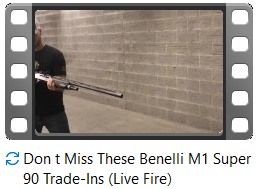 Don t Miss These Benelli M1 Super
90 Trade-Ins (Live Fire)